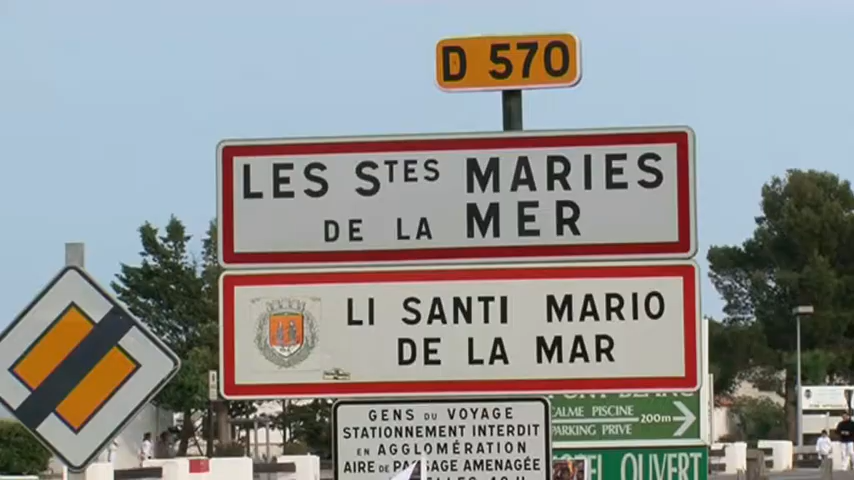 D 570
LES STES MARIES
DE LA MER
LI SANTI MARIO
DE LA MAR
GENS DU VOYAGE
STATIONNEMENT INTERDIT
EN AGGLOMÉRATION
AIRE DE PASSAGE AMENAGÉE
CALME PISCINE
200m
PARKING PRIVE
OUVERT